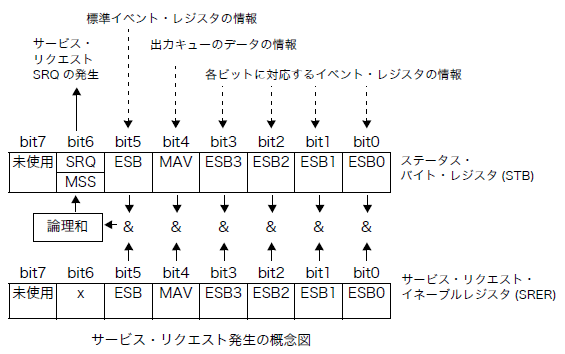 標準イベント・レジスタの情報
サービス・
リクエスト
SRQ の発生
出力キューのデータの情報
各ビットに対応するイベント・レジスタの情報
bit7 bit6 bit5 bit4 bit3 bit2 bit1 bit0
未使用 SRQ ESB MAV ESB3 ESB2 ESB1 ESB0
MSS
ステータス・
バイト・レジスタ (STB)
論理和 & & & & & &
bit7 bit6 bit5 bit4 bit3 bit2 bit1 bit0
未使用 x ESB MAV ESB3 ESB2 ESB1 ESB0
サービス・リクエスト・
イネーブルレジスタ (SRER)
サービス・リクエスト発生の概念図